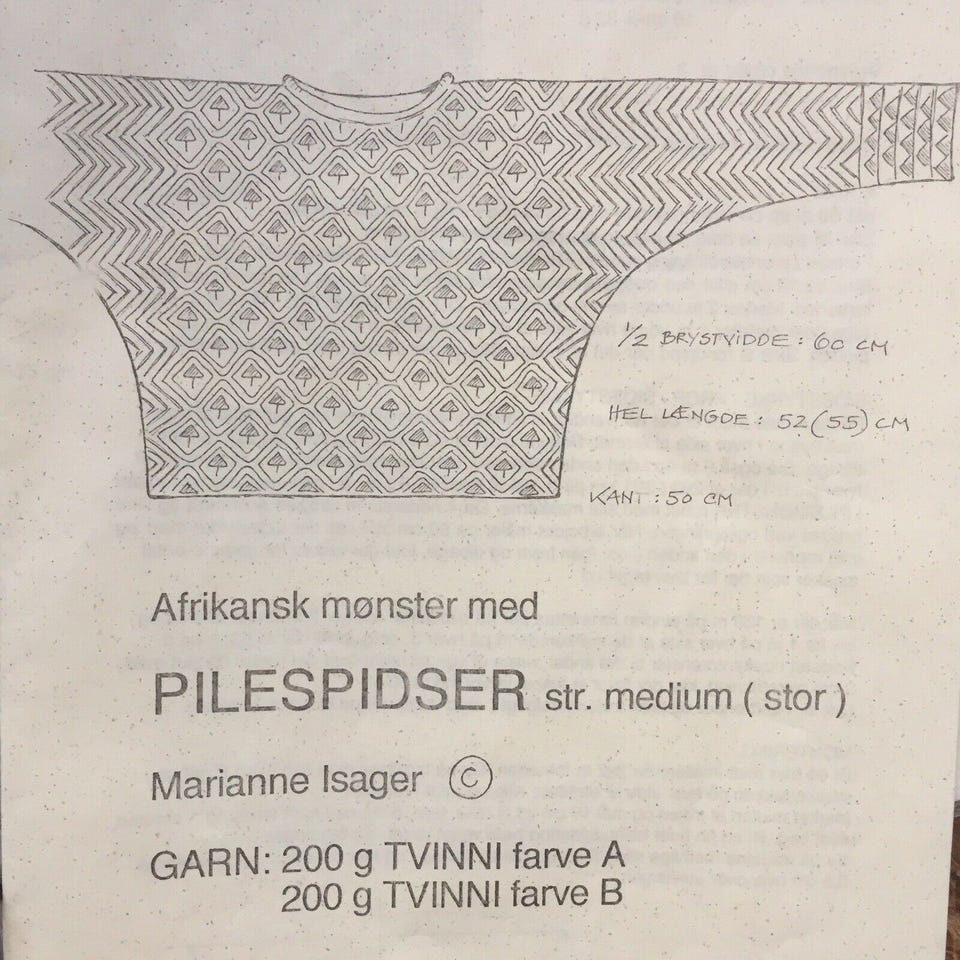 1/2 BRYSTVIDDE : 60 CM
HEL LÆNGDE : 52 (55) CM
KANT : 50 CM
Afrikansk mønster med
PILESPIDSER str. medium ( stor )
Marianne Isager ©
GARN: 200 g TVINNI farve A
200 g TVINNI farve B